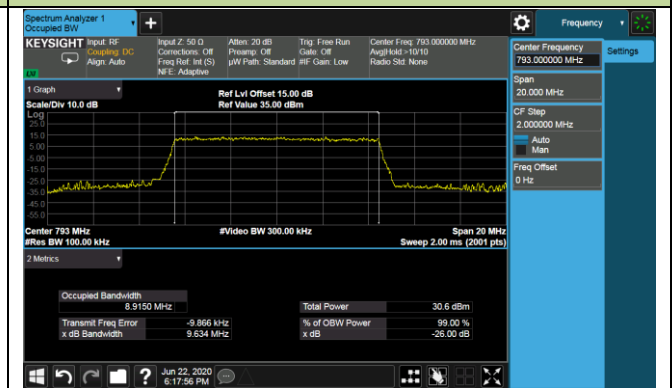 Spectrum Analyzer 1
Occupied BW
Frequency
KEYSIGHT
Input: RF
Coupling: DC
Align: Auto
Input Z: 50 Ω
Corrections: Off
Freq Ref: Int (S)
NFE: Adaptive
Atten: 20 dB
Preamp: Off
µW Path: Standard
Trig: Free Run
Gate: Off
#IF Gain: Low
Center Freq: 793.000000 MHz
Avg|Hold:>10/10
Radio Std: None
Center Frequency
793.000000 MHz
Settings
Span
20.000 MHz
CF Step
2.000000 MHz
Auto
Man
Freq Offset
0 Hz
1 Graph
Scale/Div 10.0 dB
Ref Lvl Offset 15.00 dB
Ref Value 35.00 dBm
Log
25.0
15.0
5.00
-5.00
-15.0
-25.0
-35.0
-45.0
-55.0
Center 793 MHz
#Video BW 300.00 kHz
Span 20 MHz
#Res BW 100.00 kHz
Sweep 2.00 ms (2001 pts)
2 Metrics
Occupied Bandwidth
8.9150 MHz
Total Power
30.6 dBm
Transmit Freq Error
-9.866 kHz
% of OBW Power
99.00 %
x dB Bandwidth
9.634 MHz
x dB
-26.00 dB
?
Jun 22, 2020
6:17:56 PM